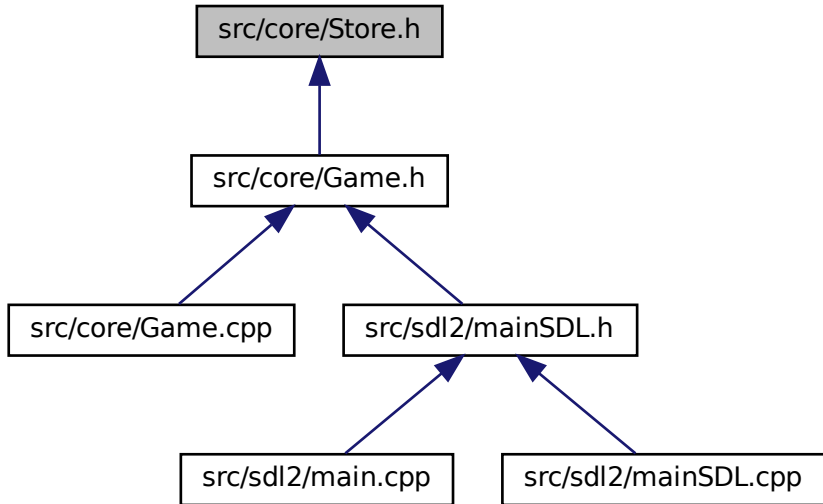 src/core/Store.h
src/core/Game.h
src/core/Game.cpp
src/sdl2/mainSDL.h
src/sdl2/main.cpp
src/sdl2/mainSDL.cpp